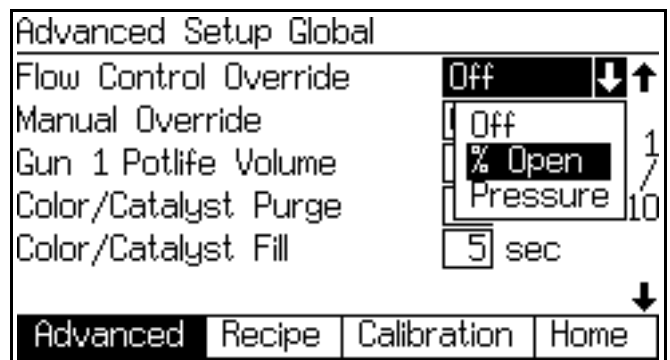 Advanced Setup Global
Flow Control Override Off
Manual Override Off
Gun 1 Potlife Volume % Open 1
/
Color/Catalyst Purge Pressure 10
Color/Catalyst Fill 5 sec
Advanced Recipe Calibration Home